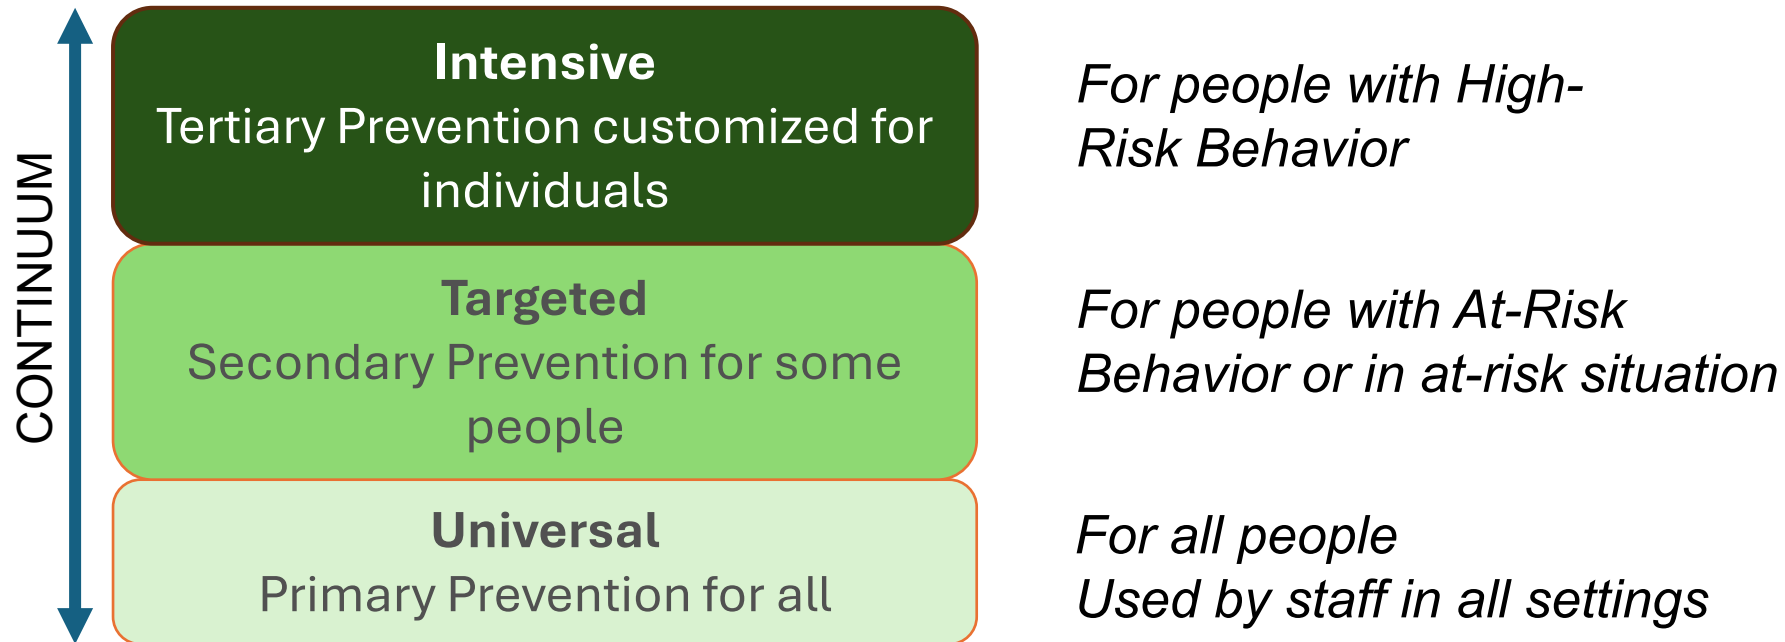 CONTINUUM
Intensive
Tertiary Prevention customized for
individuals
For people with High-
Risk Behavior
Targeted
Secondary Prevention for some
people
For people with At-Risk
Behavior or in at-risk situation
Universal
Primary Prevention for all
For all people
Used by staff in all settings